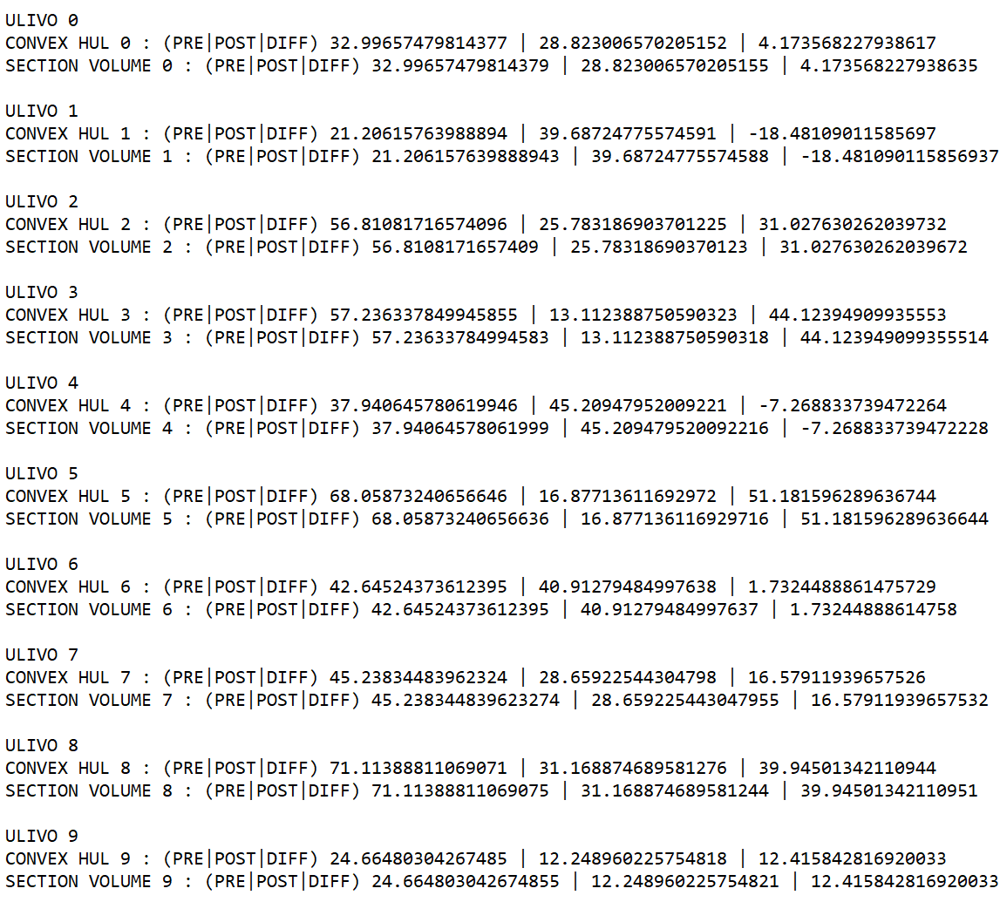 ULIVO 0
CONVEX HUL 0 : (PRE|POST|DIFF) 32.99657479814377 | 28.823006570205152 | 4.173568227938617
SECTION VOLUME 0 : (PRE|POST|DIFF) 32.99657479814379 | 28.823006570205155 | 4.173568227938635
ULIVO 1
CONVEX HUL 1 : (PRE|POST|DIFF) 21.20615763988894 | 39.68724775574591 | -18.48109011585697
SECTION VOLUME 1 : (PRE|POST|DIFF) 21.206157639888943 | 39.68724775574588 | -18.481090115856937
ULIVO 2
CONVEX HUL 2 : (PRE|POST|DIFF) 56.81081716574096 | 25.783186903701225 | 31.027630262039732
SECTION VOLUME 2 : (PRE|POST|DIFF) 56.8108171657409 | 25.78318690370123 | 31.027630262039672
ULIVO 3
CONVEX HUL 3 : (PRE|POST|DIFF) 57.236337849945855 | 13.112388750590323 | 44.12394909935553
SECTION VOLUME 3 : (PRE|POST|DIFF) 57.23633784994583 | 13.112388750590318 | 44.123949099355514
ULIVO 4
CONVEX HUL 4 : (PRE|POST|DIFF) 37.940645780619946 | 45.20947952009221 | -7.268833739472264
SECTION VOLUME 4 : (PRE|POST|DIFF) 37.94064578061999 | 45.209479520092216 | -7.268833739472228
ULIVO 5
CONVEX HUL 5 : (PRE|POST|DIFF) 68.05873240656646 | 16.87713611692972 | 51.181596289636744
SECTION VOLUME 5 : (PRE|POST|DIFF) 68.05873240656636 | 16.877136116929716 | 51.181596289636644
ULIVO 6
CONVEX HUL 6 : (PRE|POST|DIFF) 42.64524373612395 | 40.91279484997638 | 1.7324488861475729
SECTION VOLUME 6 : (PRE|POST|DIFF) 42.64524373612395 | 40.91279484997637 | 1.73244888614758
ULIVO 7
CONVEX HUL 7 : (PRE|POST|DIFF) 45.23834483962324 | 28.65922544304798 | 16.57911939657526
SECTION VOLUME 7 : (PRE|POST|DIFF) 45.238344839623274 | 28.659225443047955 | 16.57911939657532
ULIVO 8
CONVEX HUL 8 : (PRE|POST|DIFF) 71.11388811069071 | 31.168874689581276 | 39.94501342110944
SECTION VOLUME 8 : (PRE|POST|DIFF) 71.11388811069075 | 31.168874689581244 | 39.94501342110951
ULIVO 9
CONVEX HUL 9 : (PRE|POST|DIFF) 24.66480304267485 | 12.248960225754818 | 12.415842816920033
SECTION VOLUME 9 : (PRE|POST|DIFF) 24.664803042674855 | 12.248960225754821 | 12.415842816920033